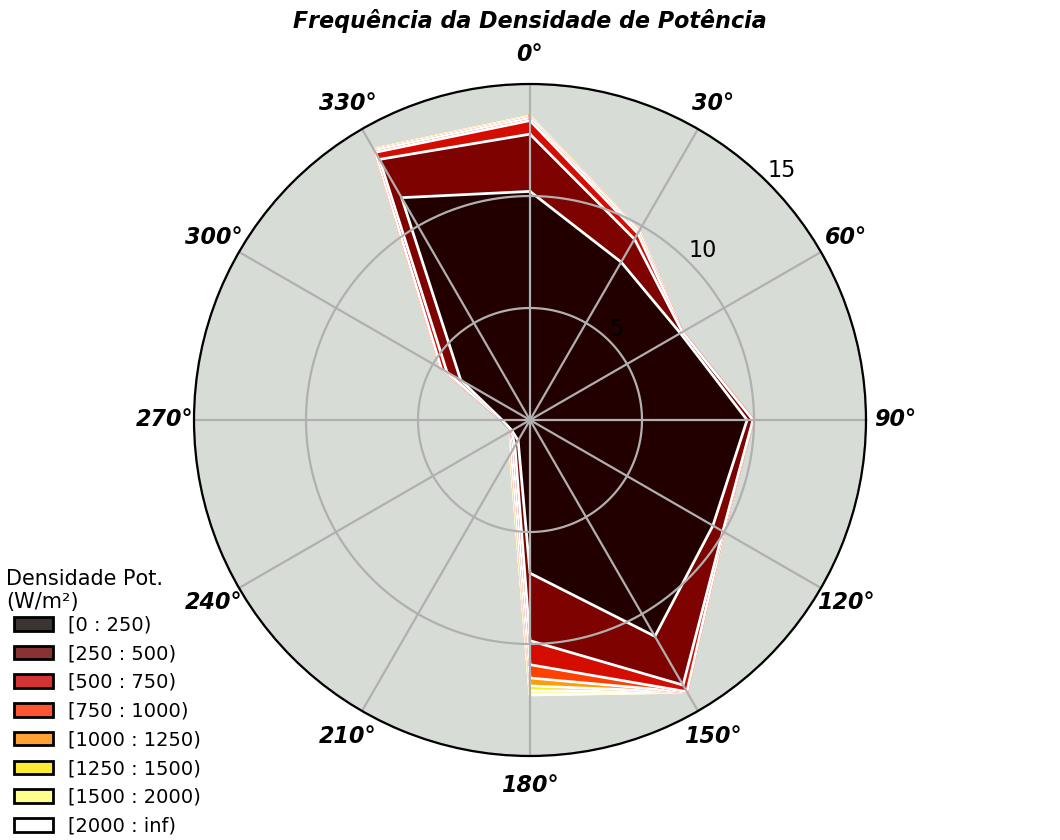 Frequência da Densidade de Potência
0°
330°
30°
15
300°
60°
10
5
270°
90°
Densidade Pot.
(W/m²)
240°
120°
[0 : 250)
[250 : 500)
[500 : 750)
[750 : 1000)
210°
150°
[1000 : 1250)
[1250 : 1500)
180°
[1500 : 2000)
[2000 : inf)